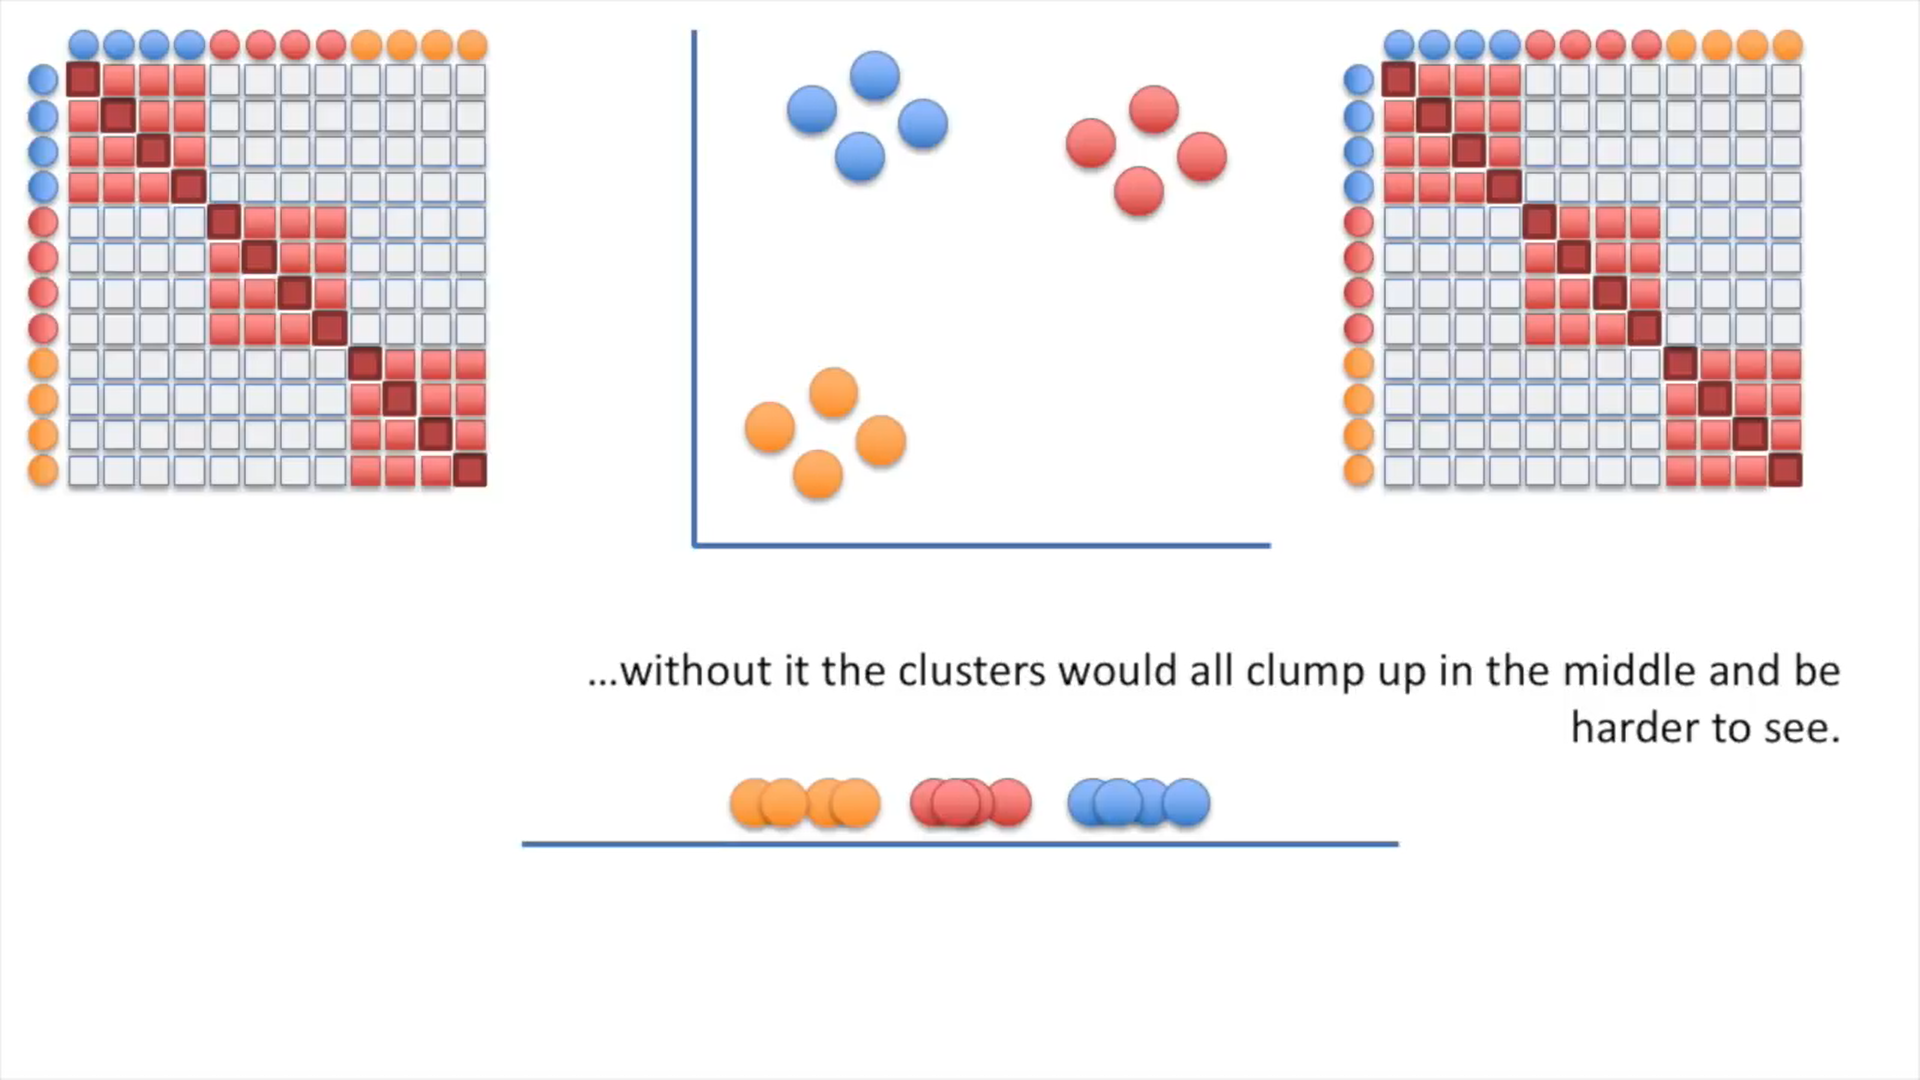 ...without it the clusters would all clump up in the middle and be
harder to see.